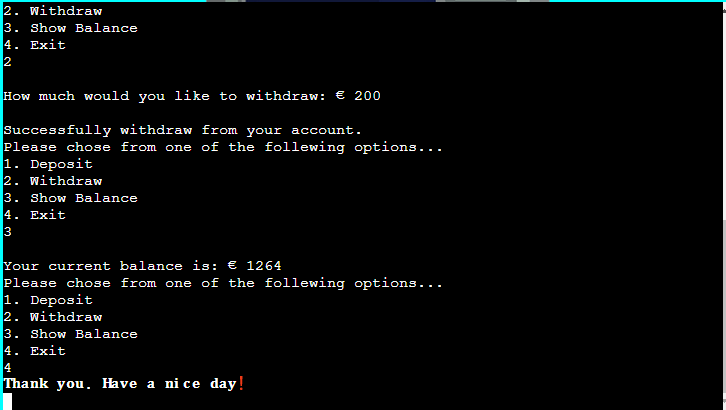 2. Withdraw
3. Show Balance
4. Exit
2
How much would you like to withdraw: € 200
Successfully withdraw from your account.
Please chose from one of the fellewing options...
1. Deposit
2. Withdraw
3. Show Balance
4. Exit
3
Your current balance is: € 1264
Please chose from one of the fellewing options...
1. Deposit
2. Withdraw
3. Show Balance
4. Exit
4
Thank you. Have a nice day!